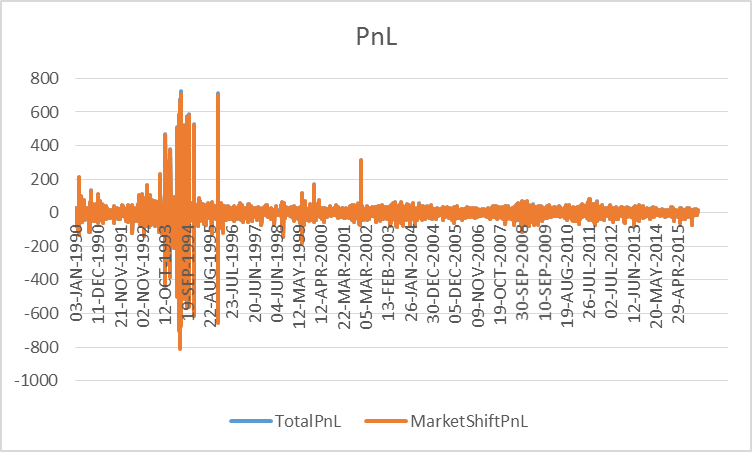 PnL
800
600
400
200
0
-200
-400
-600
-800
-1000
03-JAN-1990
11-DEC-1990
21-NOV-1991
02-NOV-1992
12-OCT-1993
19-SEP-1994
22-AUG-1995
23-JUL-1996
20-JUN-1997
04-JUN-1998
12-MAY-1999
12-APR-2000
22-MAR-2001
05-MAR-2002
13-FEB-2003
26-JAN-2004
30-DEC-2004
05-DEC-2005
09-NOV-2006
19-OCT-2007
30-SEP-2008
10-SEP-2009
19-AUG-2010
26-JUL-2011
02-JUL-2012
12-JUN-2013
20-MAY-2014
29-APR-2015
TotalPnL
MarketShiftPnL